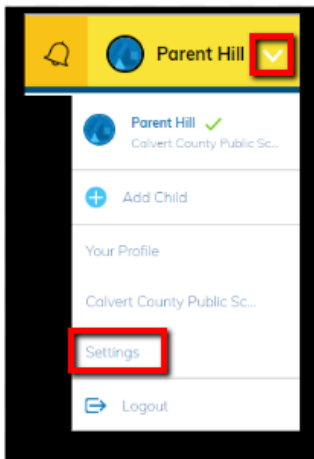 Parent Hill
Parent Hill
Calvert County Public Sc...
Add Child
Your Profile
Calvert County Public Sc...
Settings
Logout